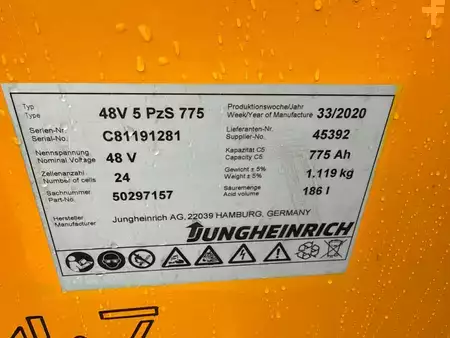 Typ
Type
48V 5 PzS 775
Produktionswoche/Jahr
Week/Year of Manufacture
33/2020
Serien-Nr.
Serial-No.
C81191281
Lieferanten-Nr.
Supplier-No.
45392
Nennspannung
Nominal Voltage
48 V
Kapazität C5
Capacity C5
775 Ah
Zellenanzahl
Number of cells
24
Gewicht ± 5%
Weight ± 5%
1.119 kg
Sachnummer
Part-No.
50297157
Säuremenge
Acid volume
186 l
Hersteller
Manufacturer
Jungheinrich AG, 22039 HAMBURG, GERMANY
JUNGHEINRICH
Pb